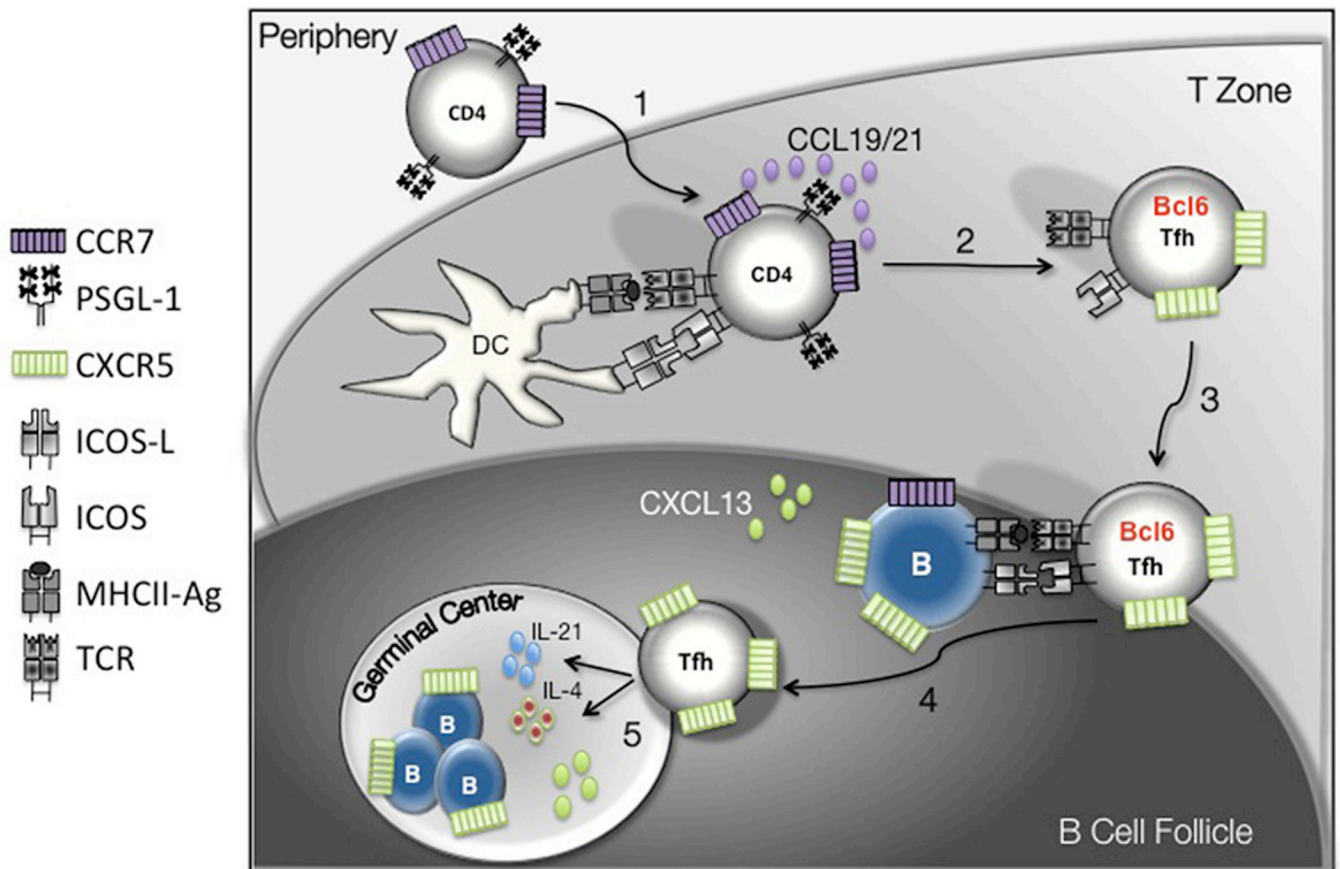 CCR7
PSGL-1
CXCR5
ICOS-L
ICOS
MHCII-Ag
TCR
Periphery
CD4
1
T Zone
CCL19/21
CD4
2
Bcl6
Tfh
DC
3
CXCL13
B
Bcl6
Tfh
4
Germinal Center
IL-21
IL-4
Tfh
5
B
B
B
B Cell Follicle